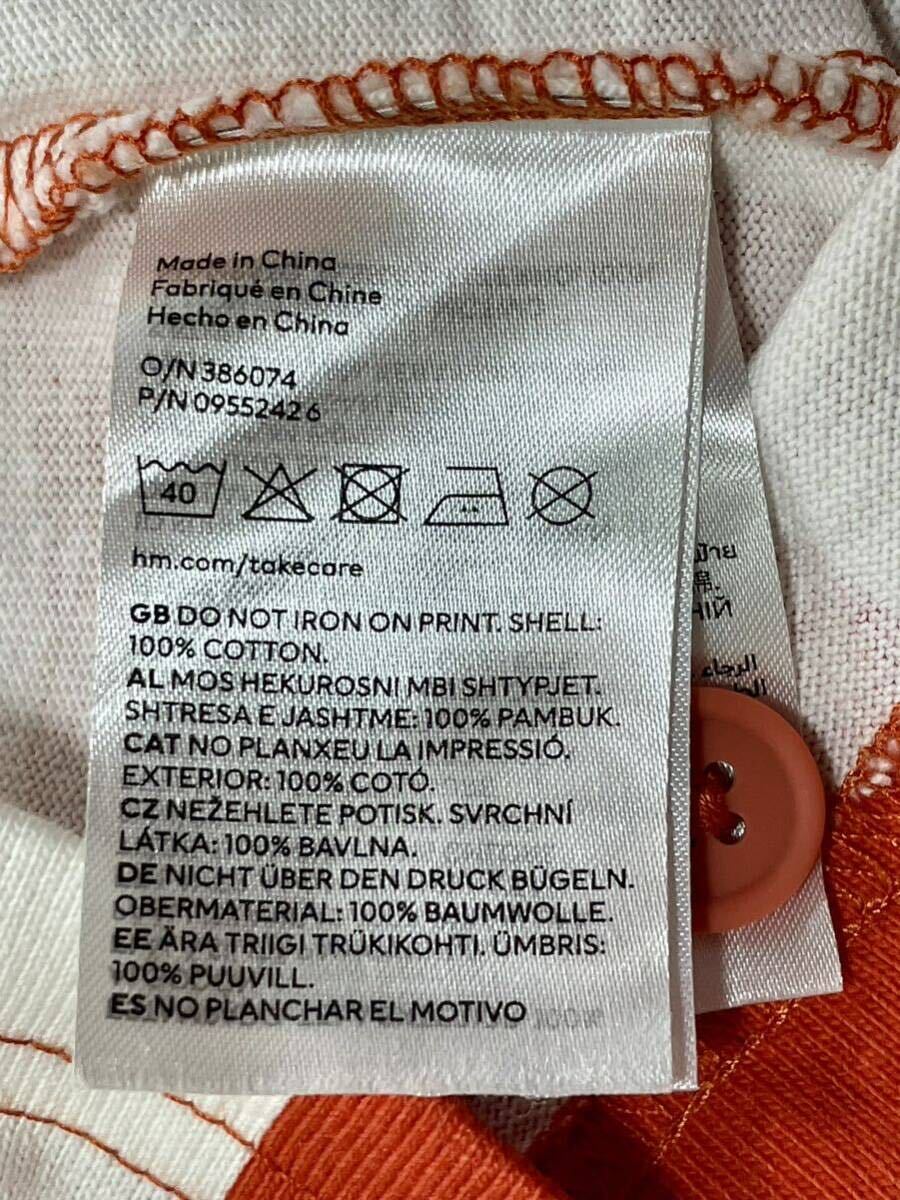 Made in China
Fabriqué en Chine
Hecho en China
O/N 386074
P/N 0955242 6
40
hm.com/takecare
GB DO NOT IRON ON PRINT. SHELL:
100% COTTON.
AL MOS HEKUROSNI MBI SHTYPJET.
SHTRESA E JASHTME: 100% PAMBUK.
CAT NO PLANXEU LA IMPRESSIÓ.
EXTERIOR: 100% COTÓ.
CZ NEŽEHLETE POTISK. SVRCHNÍ
LÁTKA: 100% BAVLNA.
DE NICHT ÜBER DEN DRUCK BÜGELN.
OBERMATERIAL: 100% BAUMWOLLE.
EE ÄRA TRIIGI TRÜKIKOHTI. ÜMBRIS:
100% PUUVILL.
ES NO PLANCHAR EL MOTIVO
الرجاء